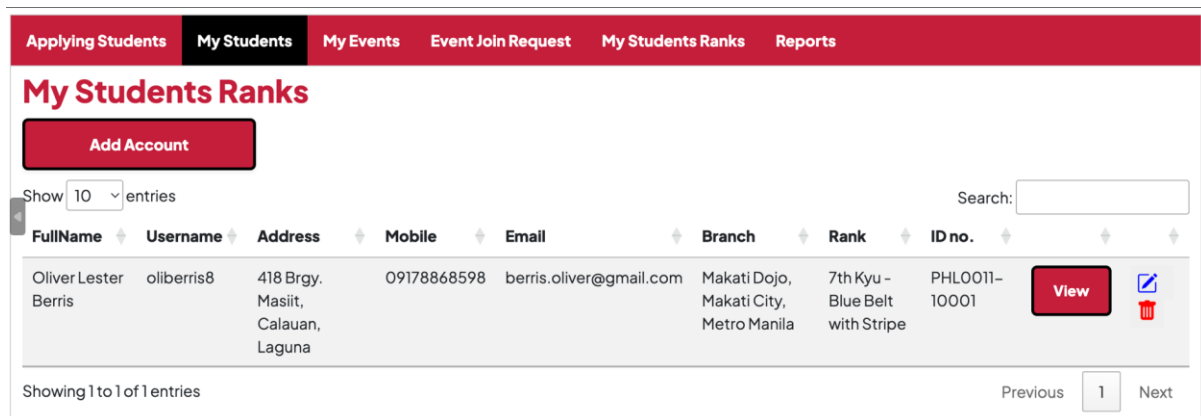 Applying Students My Students My Events Event Join Request My Students Ranks Reports
My Students Ranks
Add Account
Show 10 entries
Search:
FullName Username Address Mobile Email Branch Rank ID no.
Oliver Lester oliberris8 418 Brgy. 09178868598 berris.oliver@gmail.com Makati Dojo, 7th Kyu - PHL0011- View
Berris Masiit, Makati City, Blue Belt 10001
Calauan, Metro Manila with Stripe
Laguna
Showing 1 to 1 of 1 entries
Previous 1 Next